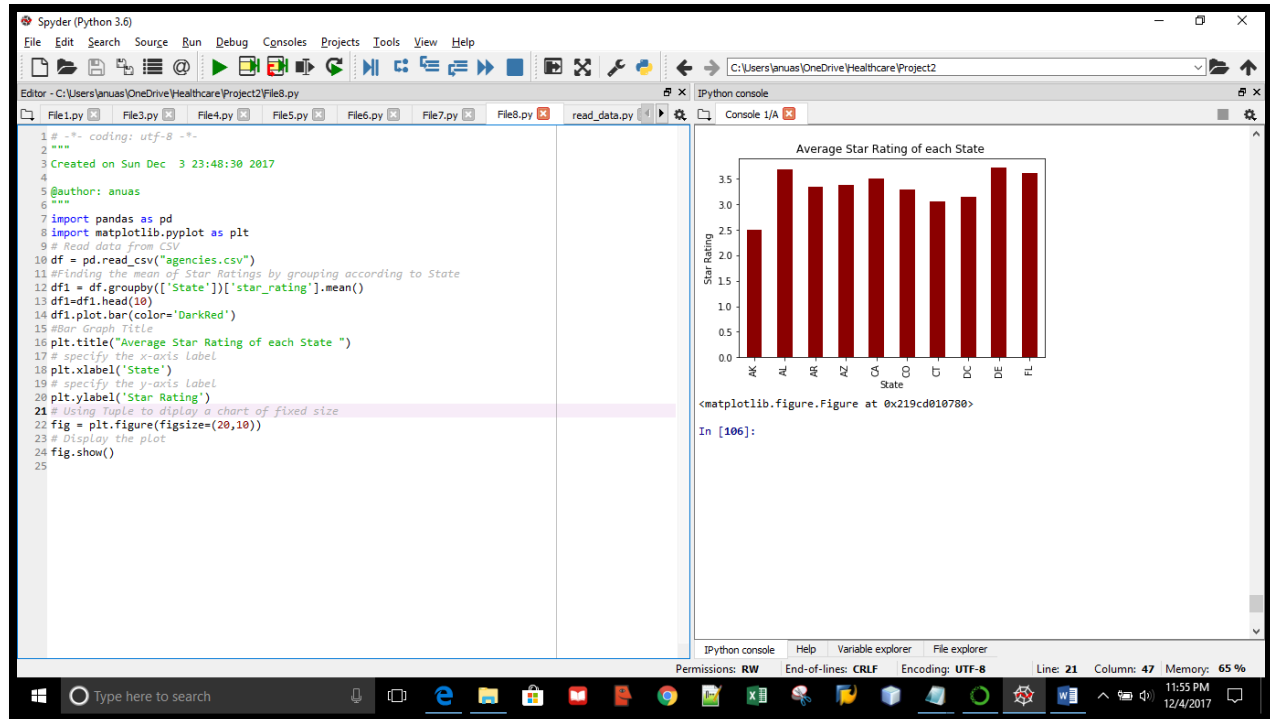 Spyder (Python 3.6)
File Edit Search Source Run Debug Consoles Projects Tools View Help
C:\Users\anuas\OneDrive\Healthcare\Project2
Editor - C:\Users\anuas\OneDrive\Healthcare\Project2\File8.py
File1.py File3.py File4.py File5.py File6.py File7.py File8.py read_data.py
1 # -*- coding: utf-8 -*-
2 """
3 Created on Sun Dec  3 23:48:30 2017
4
5 @author: anuas
6 """
7 import pandas as pd
8 import matplotlib.pyplot as plt
9 # Read data from CSV
10 df = pd.read_csv("agencies.csv")
11 #Finding the mean of Star Ratings by grouping according to State
12 df1 = df.groupby(['State'])['star_rating'].mean()
13 df1=df1.head(10)
14 df1.plot.bar(color='DarkRed')
15 #Bar Graph Title
16 plt.title("Average Star Rating of each State ")
17 # specify the x-axis label
18 plt.xlabel('State')
19 # specify the y-axis label
20 plt.ylabel('Star Rating')
21 # Using Tuple to diplay a chart of fixed size
22 fig = plt.figure(figsize=(20,10))
23 # Display the plot
24 fig.show()
25
IPython console
Console 1/A
Average Star Rating of each State
Star Rating
3.5
3.0
2.5
2.0
1.5
1.0
0.5
0.0
AK AL AR AZ CA CO CT DC DE FL
State
<matplotlib.figure.Figure at 0x219cd010780>
In [106]:
IPython console Help Variable explorer File explorer
Permissions: RW End-of-lines: CRLF Encoding: UTF-8 Line: 21 Column: 47 Memory: 65 %
Type here to search
11:55 PM
12/4/2017